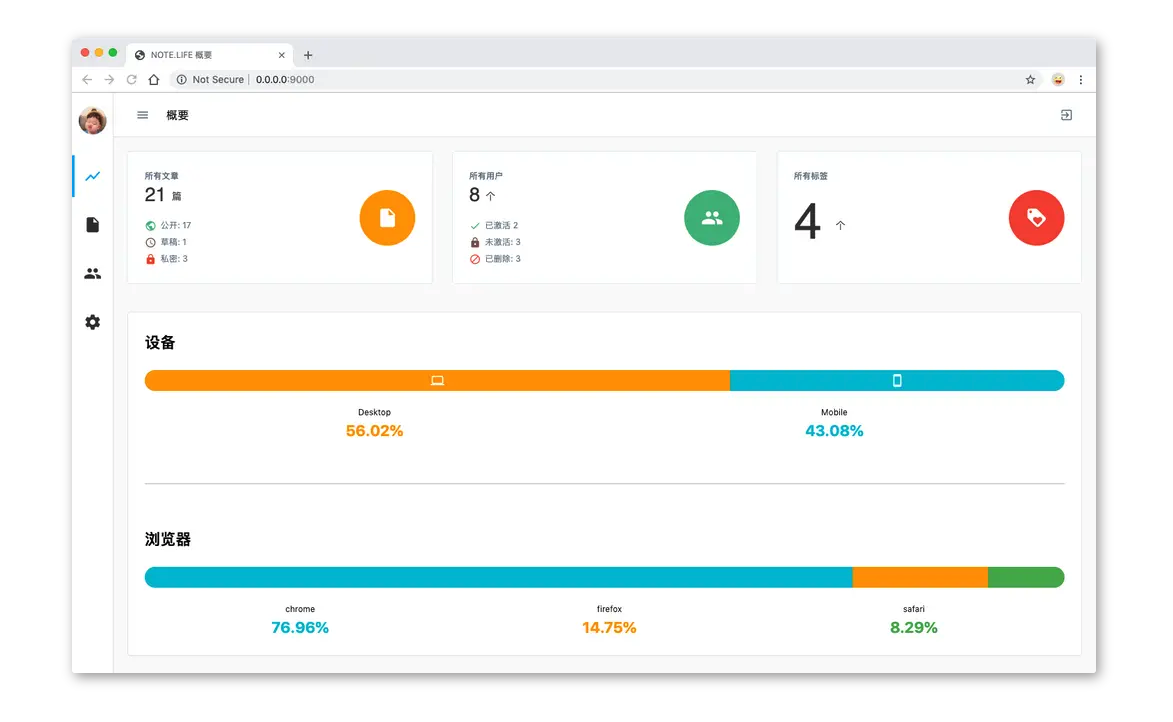 NOTE.LIFE 概要
Not Secure | 0.0.0.0:9000
概要
所有文章
21 篇
公开: 17
草稿: 1
私密: 3
所有用户
8 个
已激活 2
未激活: 3
已删除: 3
所有标签
4 个
设备
Desktop
56.02%
Mobile
43.08%
浏览器
chrome
76.96%
firefox
14.75%
safari
8.29%